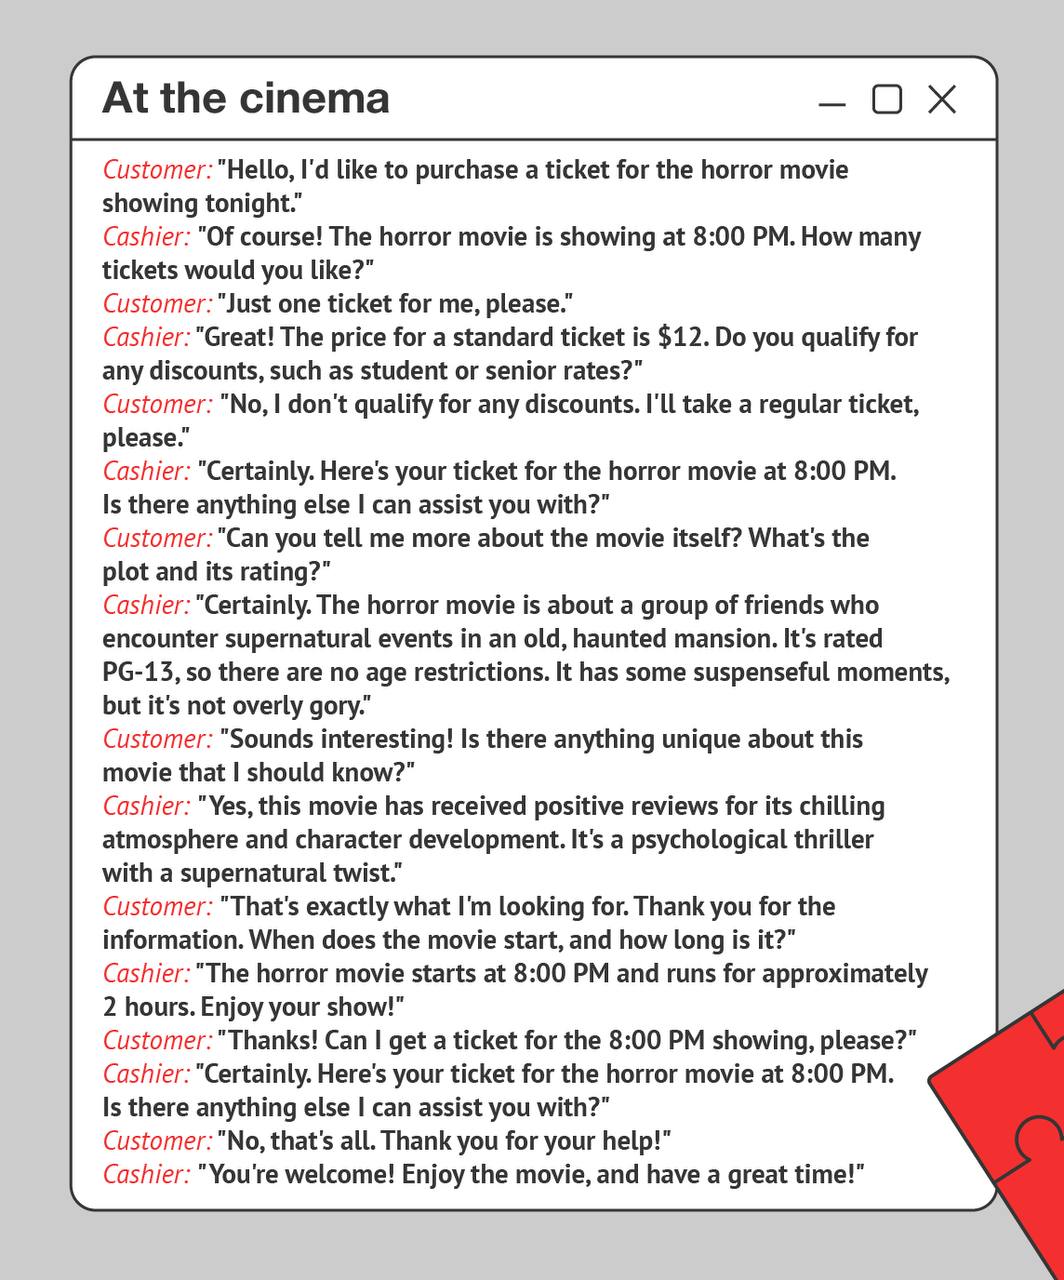 At the cinema
Customer: "Hello, I'd like to purchase a ticket for the horror movie
showing tonight."
Cashier: "Of course! The horror movie is showing at 8:00 PM. How many
tickets would you like?"
Customer: "Just one ticket for me, please."
Cashier: "Great! The price for a standard ticket is $12. Do you qualify for
any discounts, such as student or senior rates?"
Customer: "No, I don't qualify for any discounts. I'll take a regular ticket,
please."
Cashier: "Certainly. Here's your ticket for the horror movie at 8:00 PM.
Is there anything else I can assist you with?"
Customer: "Can you tell me more about the movie itself? What's the
plot and its rating?"
Cashier: "Certainly. The horror movie is about a group of friends who
encounter supernatural events in an old, haunted mansion. It's rated
PG-13, so there are no age restrictions. It has some suspenseful moments,
but it's not overly gory."
Customer: "Sounds interesting! Is there anything unique about this
movie that I should know?"
Cashier: "Yes, this movie has received positive reviews for its chilling
atmosphere and character development. It's a psychological thriller
with a supernatural twist."
Customer: "That's exactly what I'm looking for. Thank you for the
information. When does the movie start, and how long is it?"
Cashier: "The horror movie starts at 8:00 PM and runs for approximately
2 hours. Enjoy your show!"
Customer: "Thanks! Can I get a ticket for the 8:00 PM showing, please?"
Cashier: "Certainly. Here's your ticket for the horror movie at 8:00 PM.
Is there anything else I can assist you with?"
Customer: "No, that's all. Thank you for your help!"
Cashier: "You're welcome! Enjoy the movie, and have a great time!"